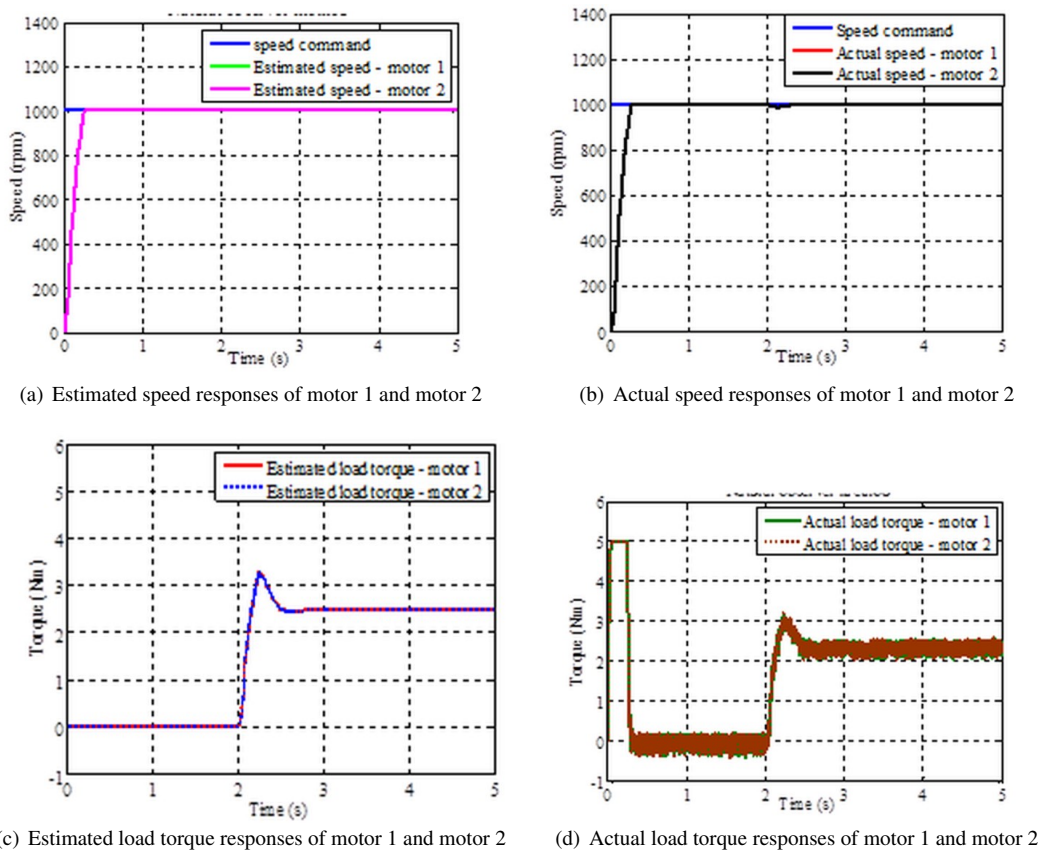 1400
1200
1000
800
600
400
200
0
Speed (rpm)
speed command
Estimated speed - motor 1
Estimated speed - motor 2
0 1 2 3 4 5
Time (s)
(a) Estimated speed responses of motor 1 and motor 2
1400
1200
1000
800
600
400
200
0
Speed (rpm)
Speed command
Actual speed - motor 1
Actual speed - motor 2
0 1 2 3 4 5
Time (s)
(b) Actual speed responses of motor 1 and motor 2
6
5
4
3
2
1
0
-1
Torque (Nm)
Estimated load torque - motor 1
Estimated load torque - motor 2
0 1 2 3 4 5
Time (s)
(c) Estimated load torque responses of motor 1 and motor 2
6
5
4
3
2
1
0
-1
Torque (Nm)
Actual load torque - motor 1
Actual load torque - motor 2
0 1 2 3 4 5
Time (s)
(d) Actual load torque responses of motor 1 and motor 2